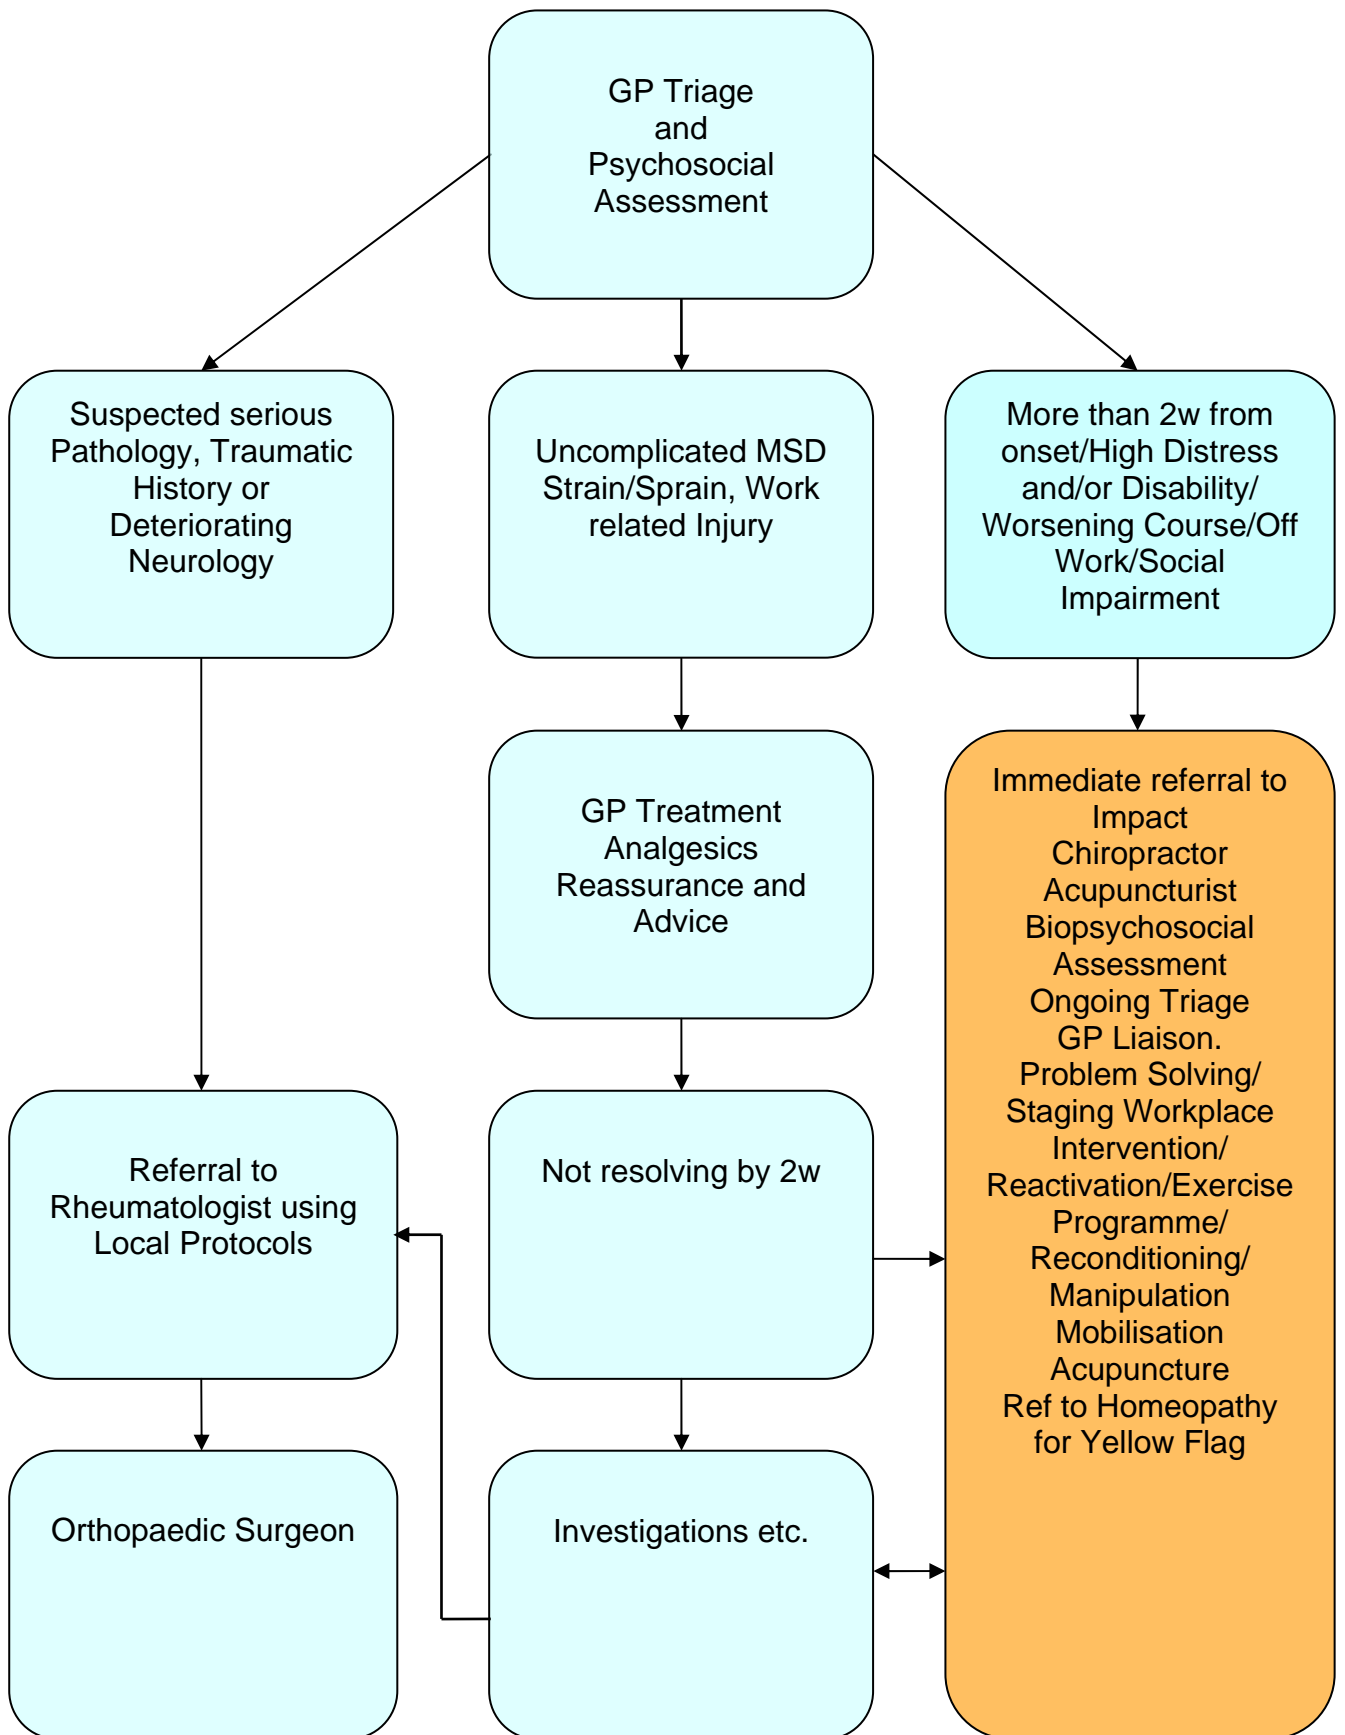 GP Triage
and
Psychosocial
Assessment
Suspected serious
Pathology, Traumatic
History or
Deteriorating
Neurology
Uncomplicated MSD
Strain/Sprain, Work
related Injury
More than 2w from
onset/High Distress
and/or Disability/
Worsening Course/Off
Work/Social
Impairment
GP Treatment
Analgesics
Reassurance and
Advice
Immediate referral to
Impact
Chiropractor
Acupuncturist
Biopsychosocial
Assessment
Ongoing Triage
GP Liaison.
Problem Solving/
Staging Workplace
Intervention/
Reactivation/Exercise
Programme/
Reconditioning/
Manipulation
Mobilisation
Acupuncture
Ref to Homeopathy
for Yellow Flag
Referral to
Rheumatologist using
Local Protocols
Not resolving by 2w
Orthopaedic Surgeon
Investigations etc.